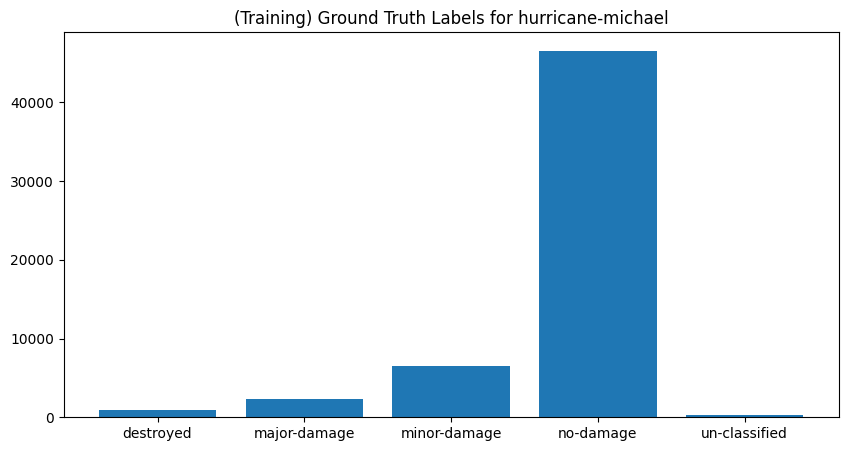 (Training) Ground Truth Labels for hurricane-michael
40000
30000
20000
10000
0
destroyed major-damage minor-damage no-damage un-classified